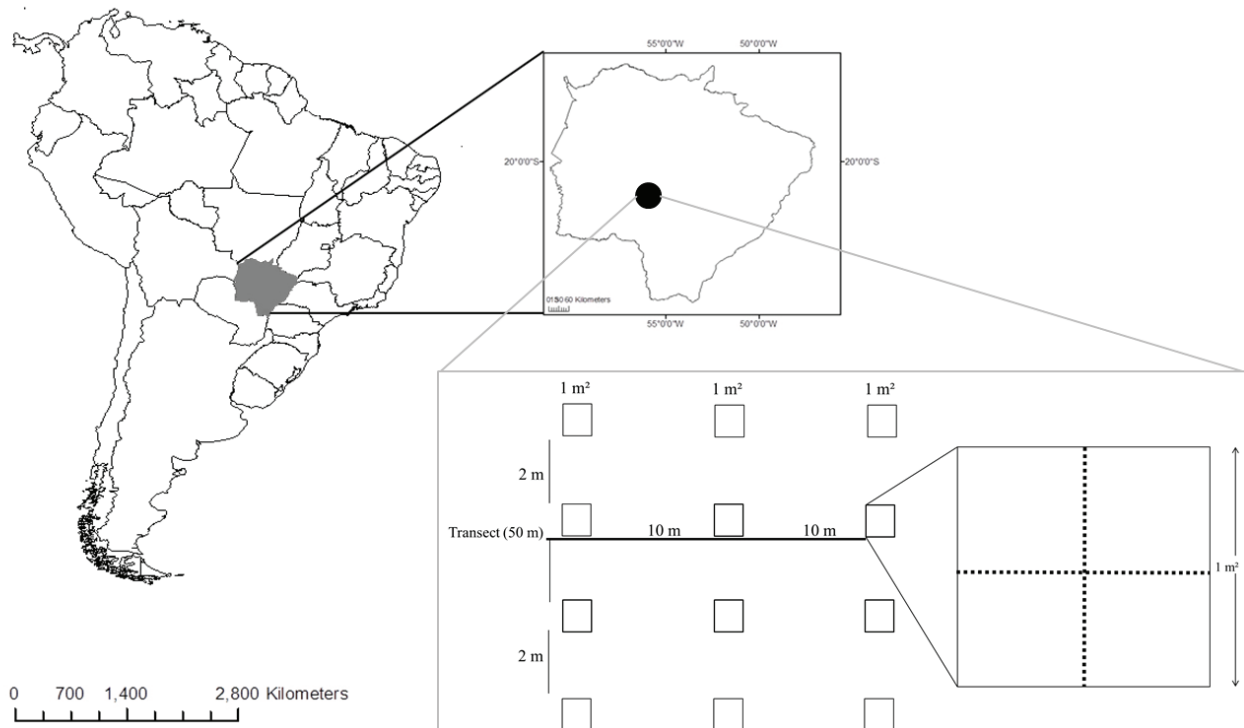 55°0'0"W 50°0'0"W
20°0'0"S 20°0'0"S
60 Kilometers
55°0'0"W 50°0'0"W
1 m² 1 m² 1 m²
2 m
Transect (50 m) 10 m 10 m
1 m²
2 m
0 700 1,400 2,800 Kilometers